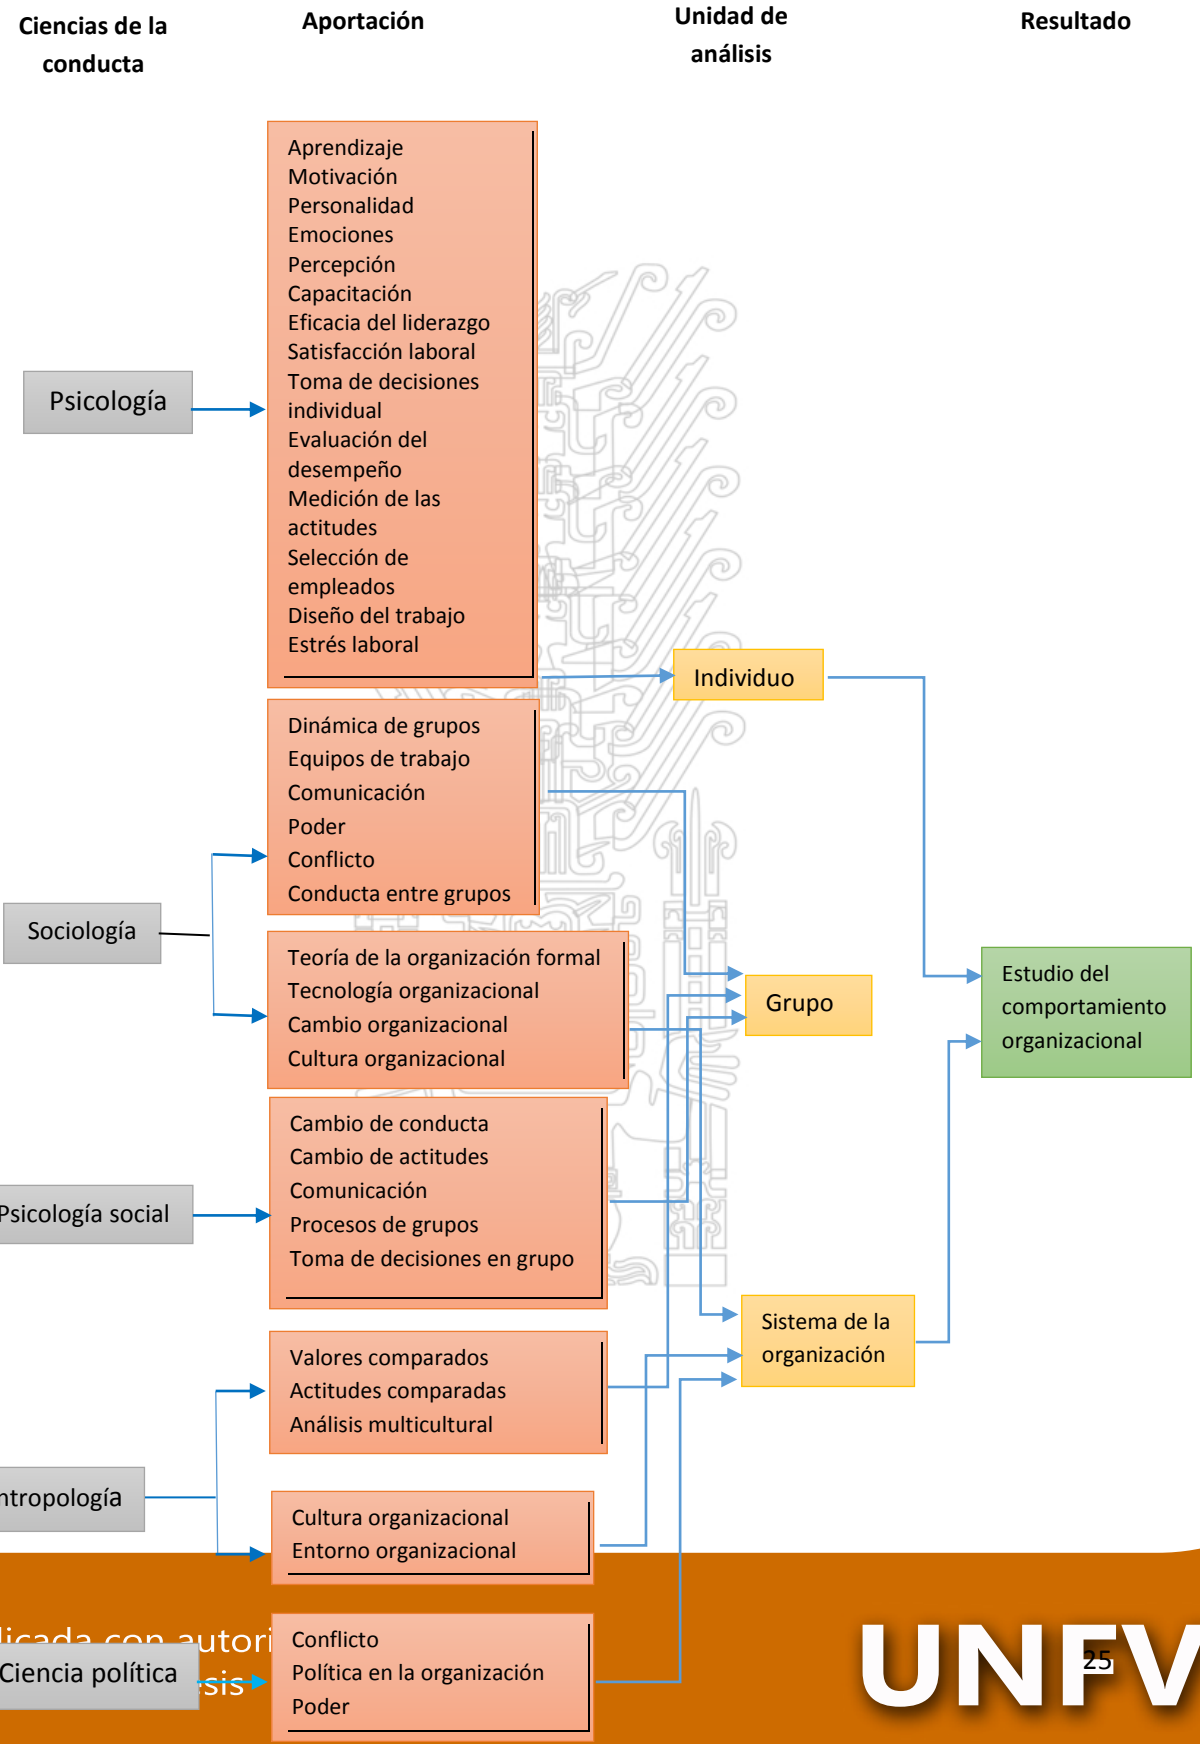 Ciencias de la
conducta
Aportación
Unidad de
análisis
Resultado
Psicología
Aprendizaje
Motivación
Personalidad
Emociones
Percepción
Capacitación
Eficacia del liderazgo
Satisfacción laboral
Toma de decisiones
individual
Evaluación del
desempeño
Medición de las
actitudes
Selección de
empleados
Diseño del trabajo
Estrés laboral
Individuo
Sociología
Dinámica de grupos
Equipos de trabajo
Comunicación
Poder
Conflicto
Conducta entre grupos
Teoría de la organización formal
Tecnología organizacional
Cambio organizacional
Cultura organizacional
Grupo
Estudio del
comportamiento
organizacional
Psicología social
Cambio de conducta
Cambio de actitudes
Comunicación
Procesos de grupos
Toma de decisiones en grupo
Sistema de la
organización
ntropología
Valores comparados
Actitudes comparadas
Análisis multicultural
Cultura organizacional
Entorno organizacional
Ciencia política
Conflicto
Política en la organización
Poder
licada con autori
sis
UNFV
25